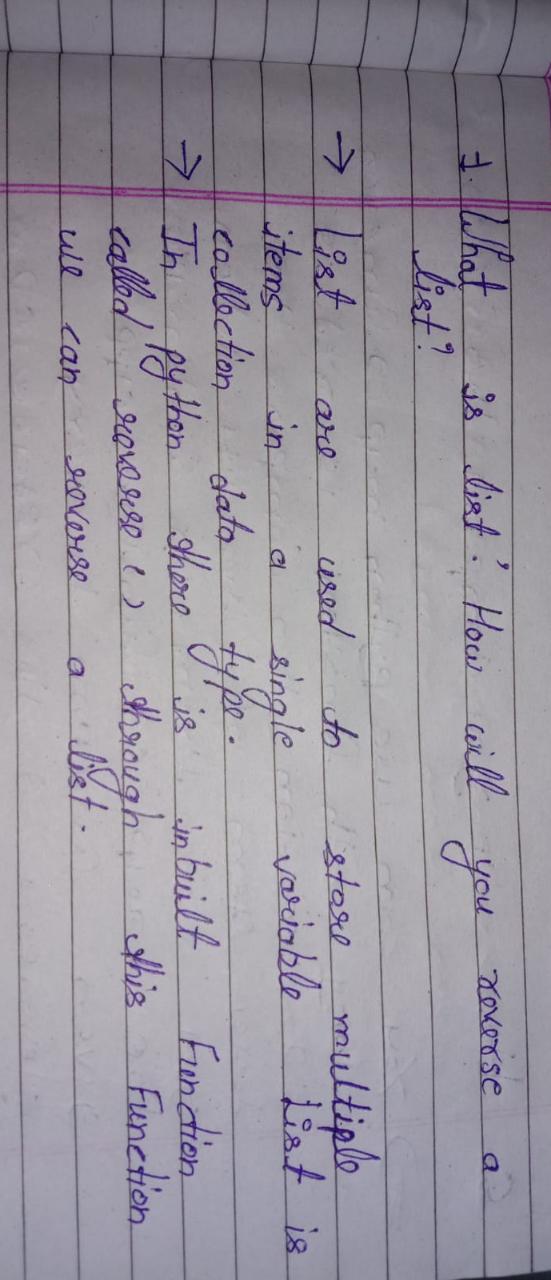 1. What is list? How will you reverse a
list?
→ List are used to store multiple
items in a single variable List is
collection data type.
→ In python there is inbuilt Function
called reverse () through this Function
we can reverse a list.